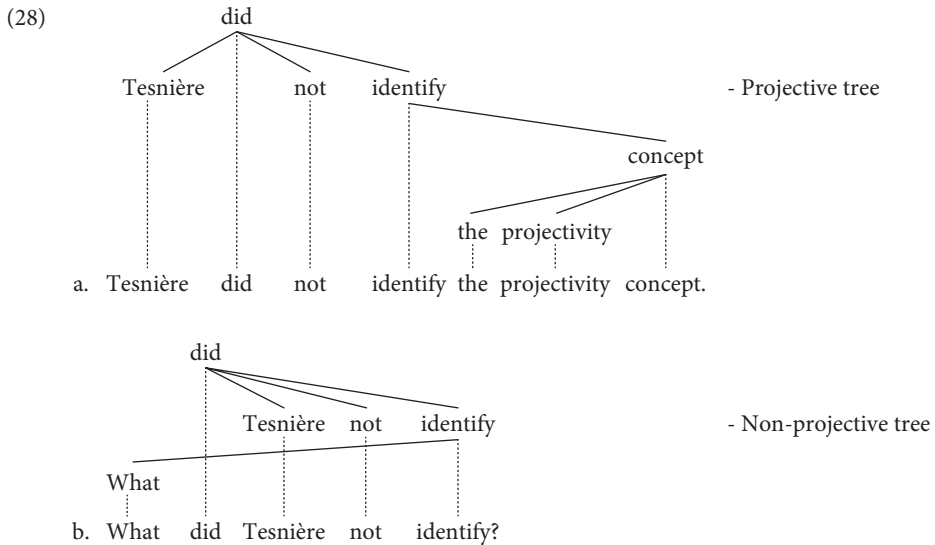 (28)
did
Tesnière not identify - Projective tree
concept
the projectivity
a. Tesnière did not identify the projectivity concept.
did
Tesnière not identify - Non-projective tree
What
b. What did Tesnière not identify?